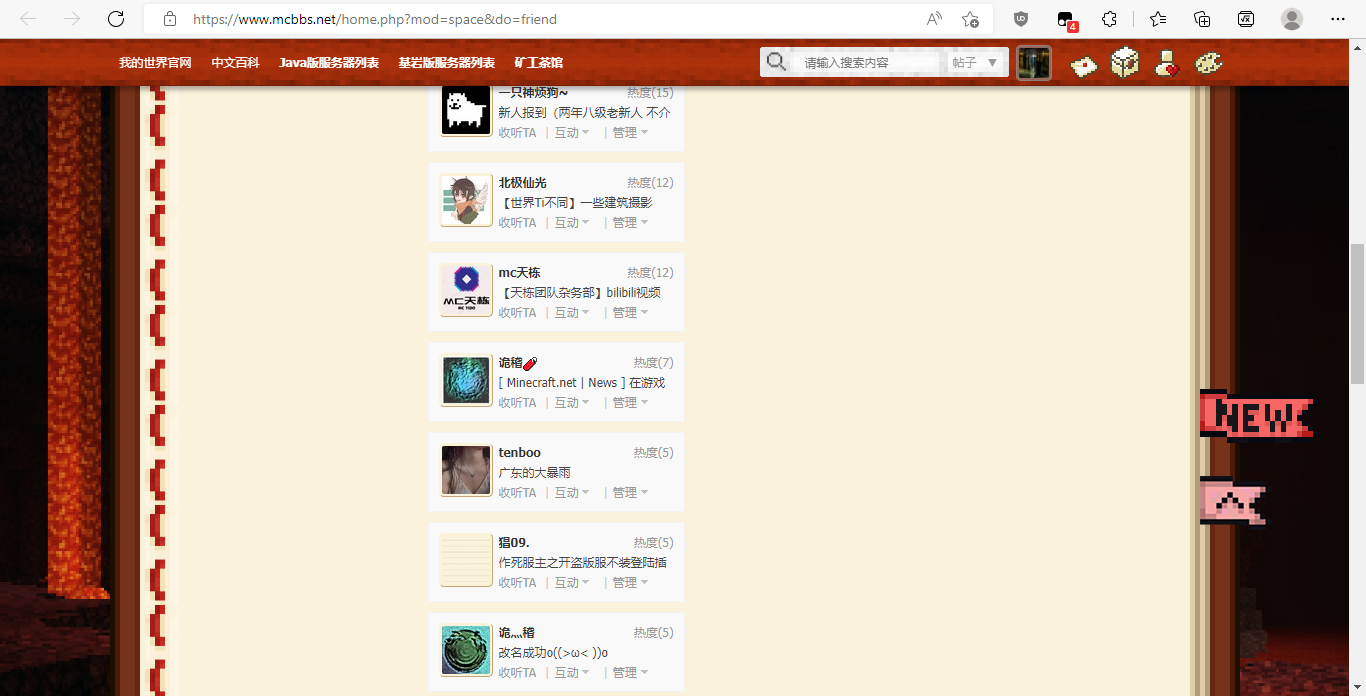 https://www.mcbbs.net/home.php?mod=space&do=friend
4
我的世界官网 中文百科 Java版服务器列表 基岩版服务器列表 矿工茶馆 请输入搜索内容 帖子
一只神烦狗~ 热度(15)
新人报到（两年八级老新人 不介
收听TA | 互动 | 管理
北极仙光 热度(12)
【世界Ti不同】一些建筑摄影
收听TA | 互动 | 管理
mc天栋 热度(12)
【天栋团队杂务部】bilibili视频
收听TA | 互动 | 管理
MC天栋
MC TIDO
诡稽🧨 热度(7)
[ Minecraft.net | News ] 在游戏
收听TA | 互动 | 管理
NEW
tenboo 热度(5)
广东的大暴雨
收听TA | 互动 | 管理
猖09. 热度(5)
作死服主之开盗版服不装登陆插
收听TA | 互动 | 管理
诡灬稽 热度(5)
改名成功o((>ω< ))o
收听TA | 互动 | 管理